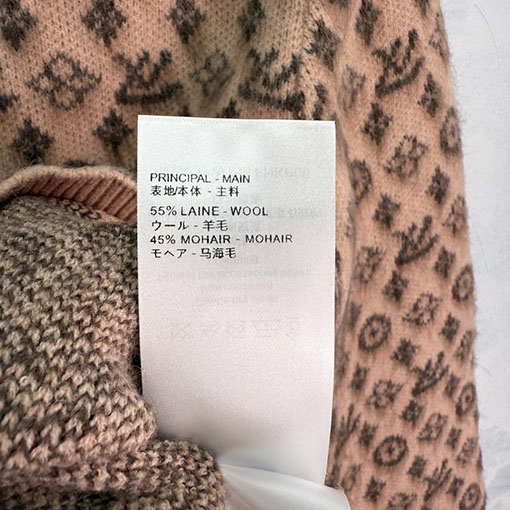 PRINCIPAL - MAIN
表地/本体 - 主料
55% LAINE - WOOL
ウール - 羊毛
45% MOHAIR - MOHAIR
モヘア - 马海毛